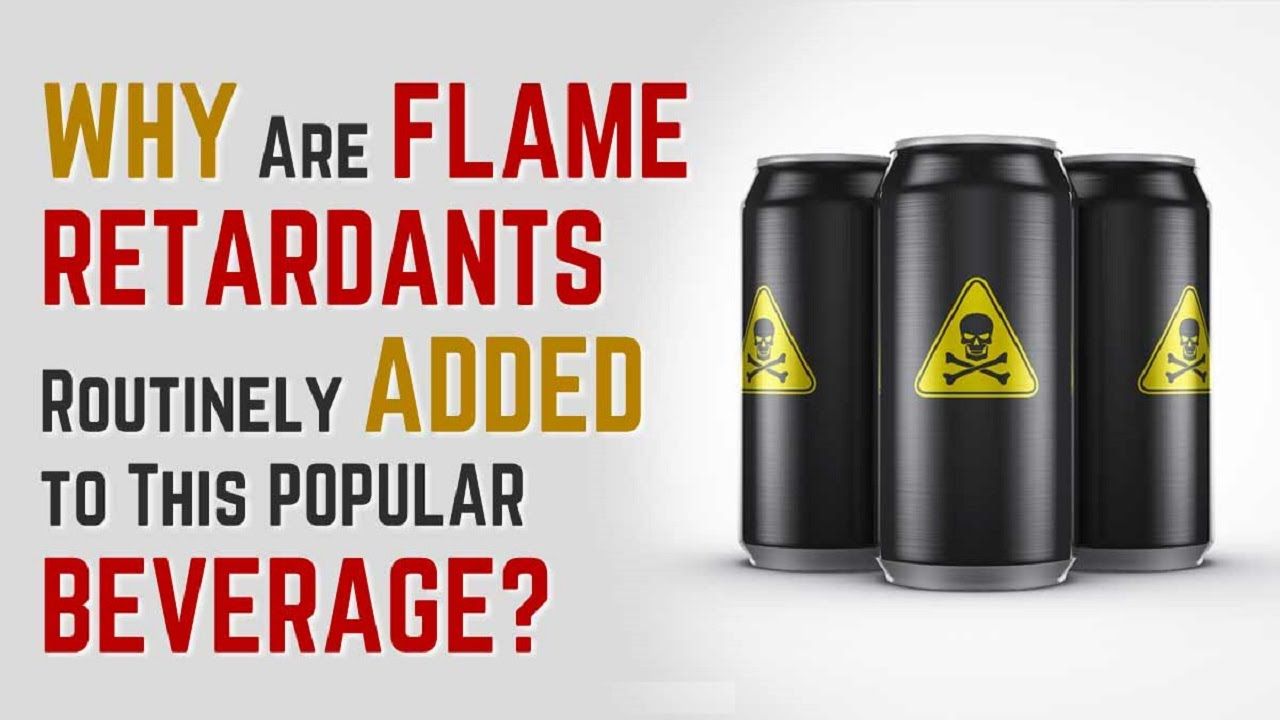 WHY ARE FLAME
RETARDANTS
ROUTINELY ADDED
TO THIS POPULAR
BEVERAGE?